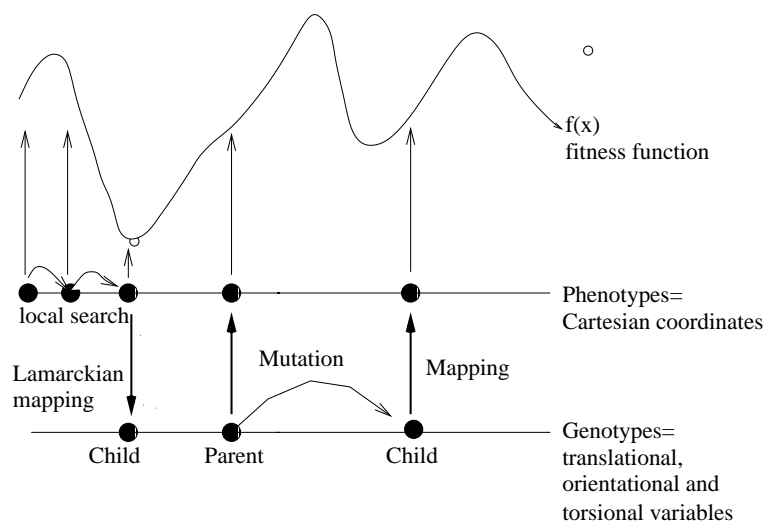 f(x)
fitness function
Phenotypes=
Cartesian coordinates
local search
Lamarckian
mapping
Mutation
Mapping
Child
Parent
Child
Genotypes=
translational,
orientational and
torsional variables